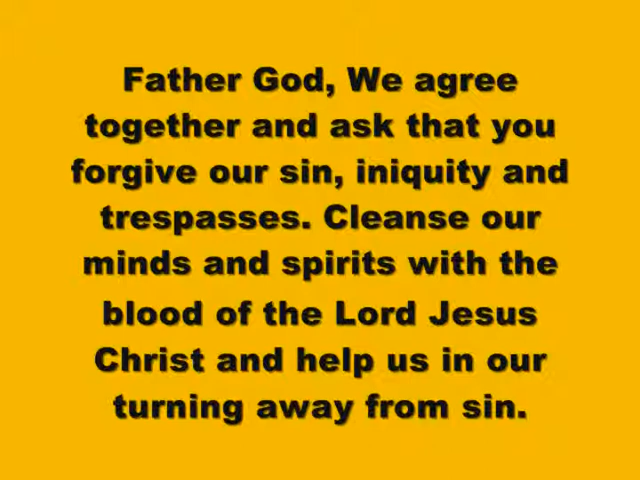 Father God, We agree
together and ask that you
forgive our sin, iniquity and
trespasses. Cleanse our
minds and spirits with the
blood of the Lord Jesus
Christ and help us in our
turning away from sin.